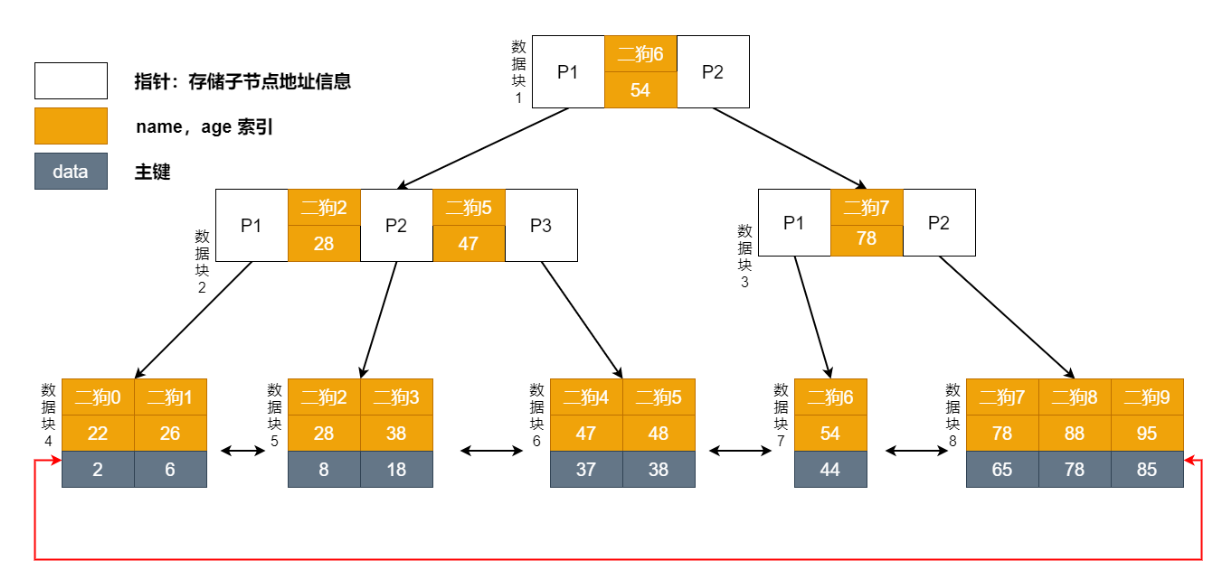 指针：存储子节点地址信息
name，age 索引
data
主键
数据块1
P1
二狗6
54
P2
数据块2
P1
二狗2
28
P2
二狗5
47
P3
数据块3
P1
二狗7
78
P2
数据块4
二狗0 二狗1
22 26
2 6
数据块5
二狗2 二狗3
28 38
8 18
数据块6
二狗4 二狗5
47 48
37 38
数据块7
二狗6
54
44
数据块8
二狗7 二狗8 二狗9
78 88 95
65 78 85